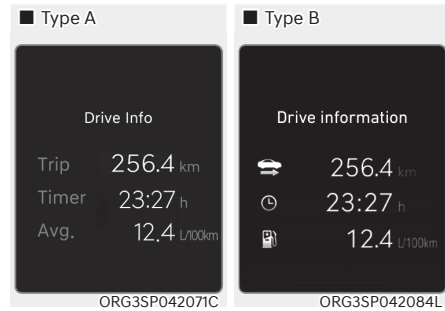 ■ Type A
Drive Info
Trip 256.4 km
Timer 23:27 h
Avg. 12.4 L/100km
ORG3SP042071C
■ Type B
Drive information
256.4 km
23:27 h
12.4 L/100km
ORG3SP042084L